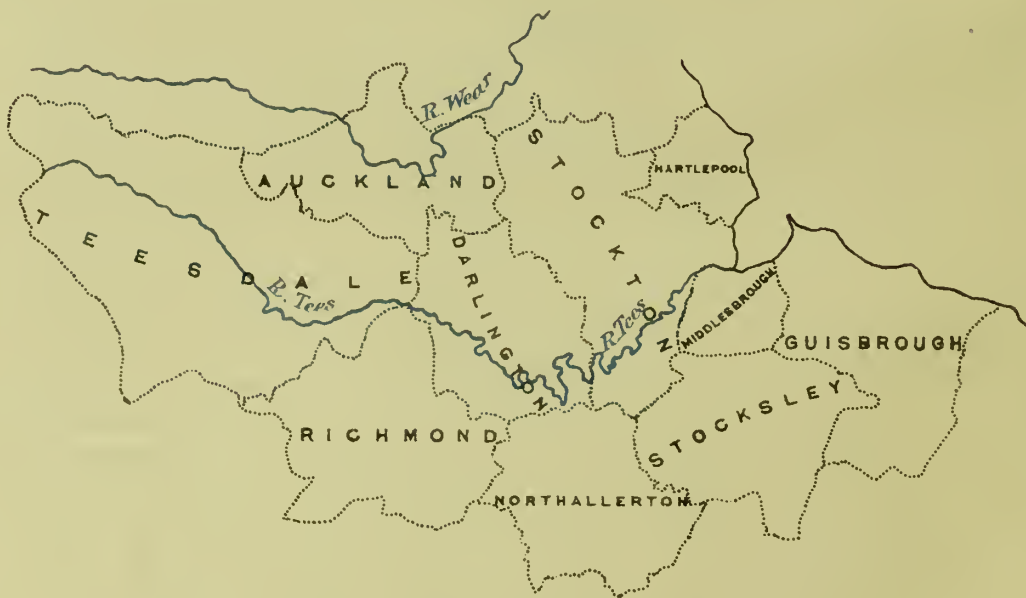 R. Wear
HARTLEPOOL
AUCKLAND
STOCKTON
TEESDALE
DARLINGTON
R. Tees
R. Tees
MIDDLESBROUGH
GUISBROUGH
STOCKSLEY
RICHMOND
NORTHALLERTON